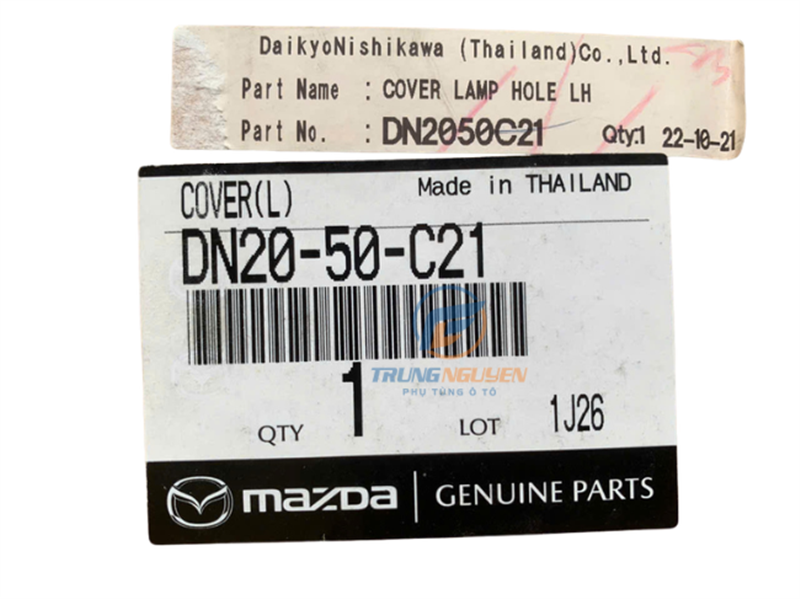 DaikyoNishikawa (Thailand)Co.,Ltd.
Part Name : COVER LAMP HOLE LH
Part No. : DN2050C21 Qty:1 22-10-21
COVER(L) Made in THAILAND
DN20-50-C21
TRUNG NGUYEN
PHỤ TÙNG Ô TÔ
QTY 1 LOT 1J26
mazda GENUINE PARTS